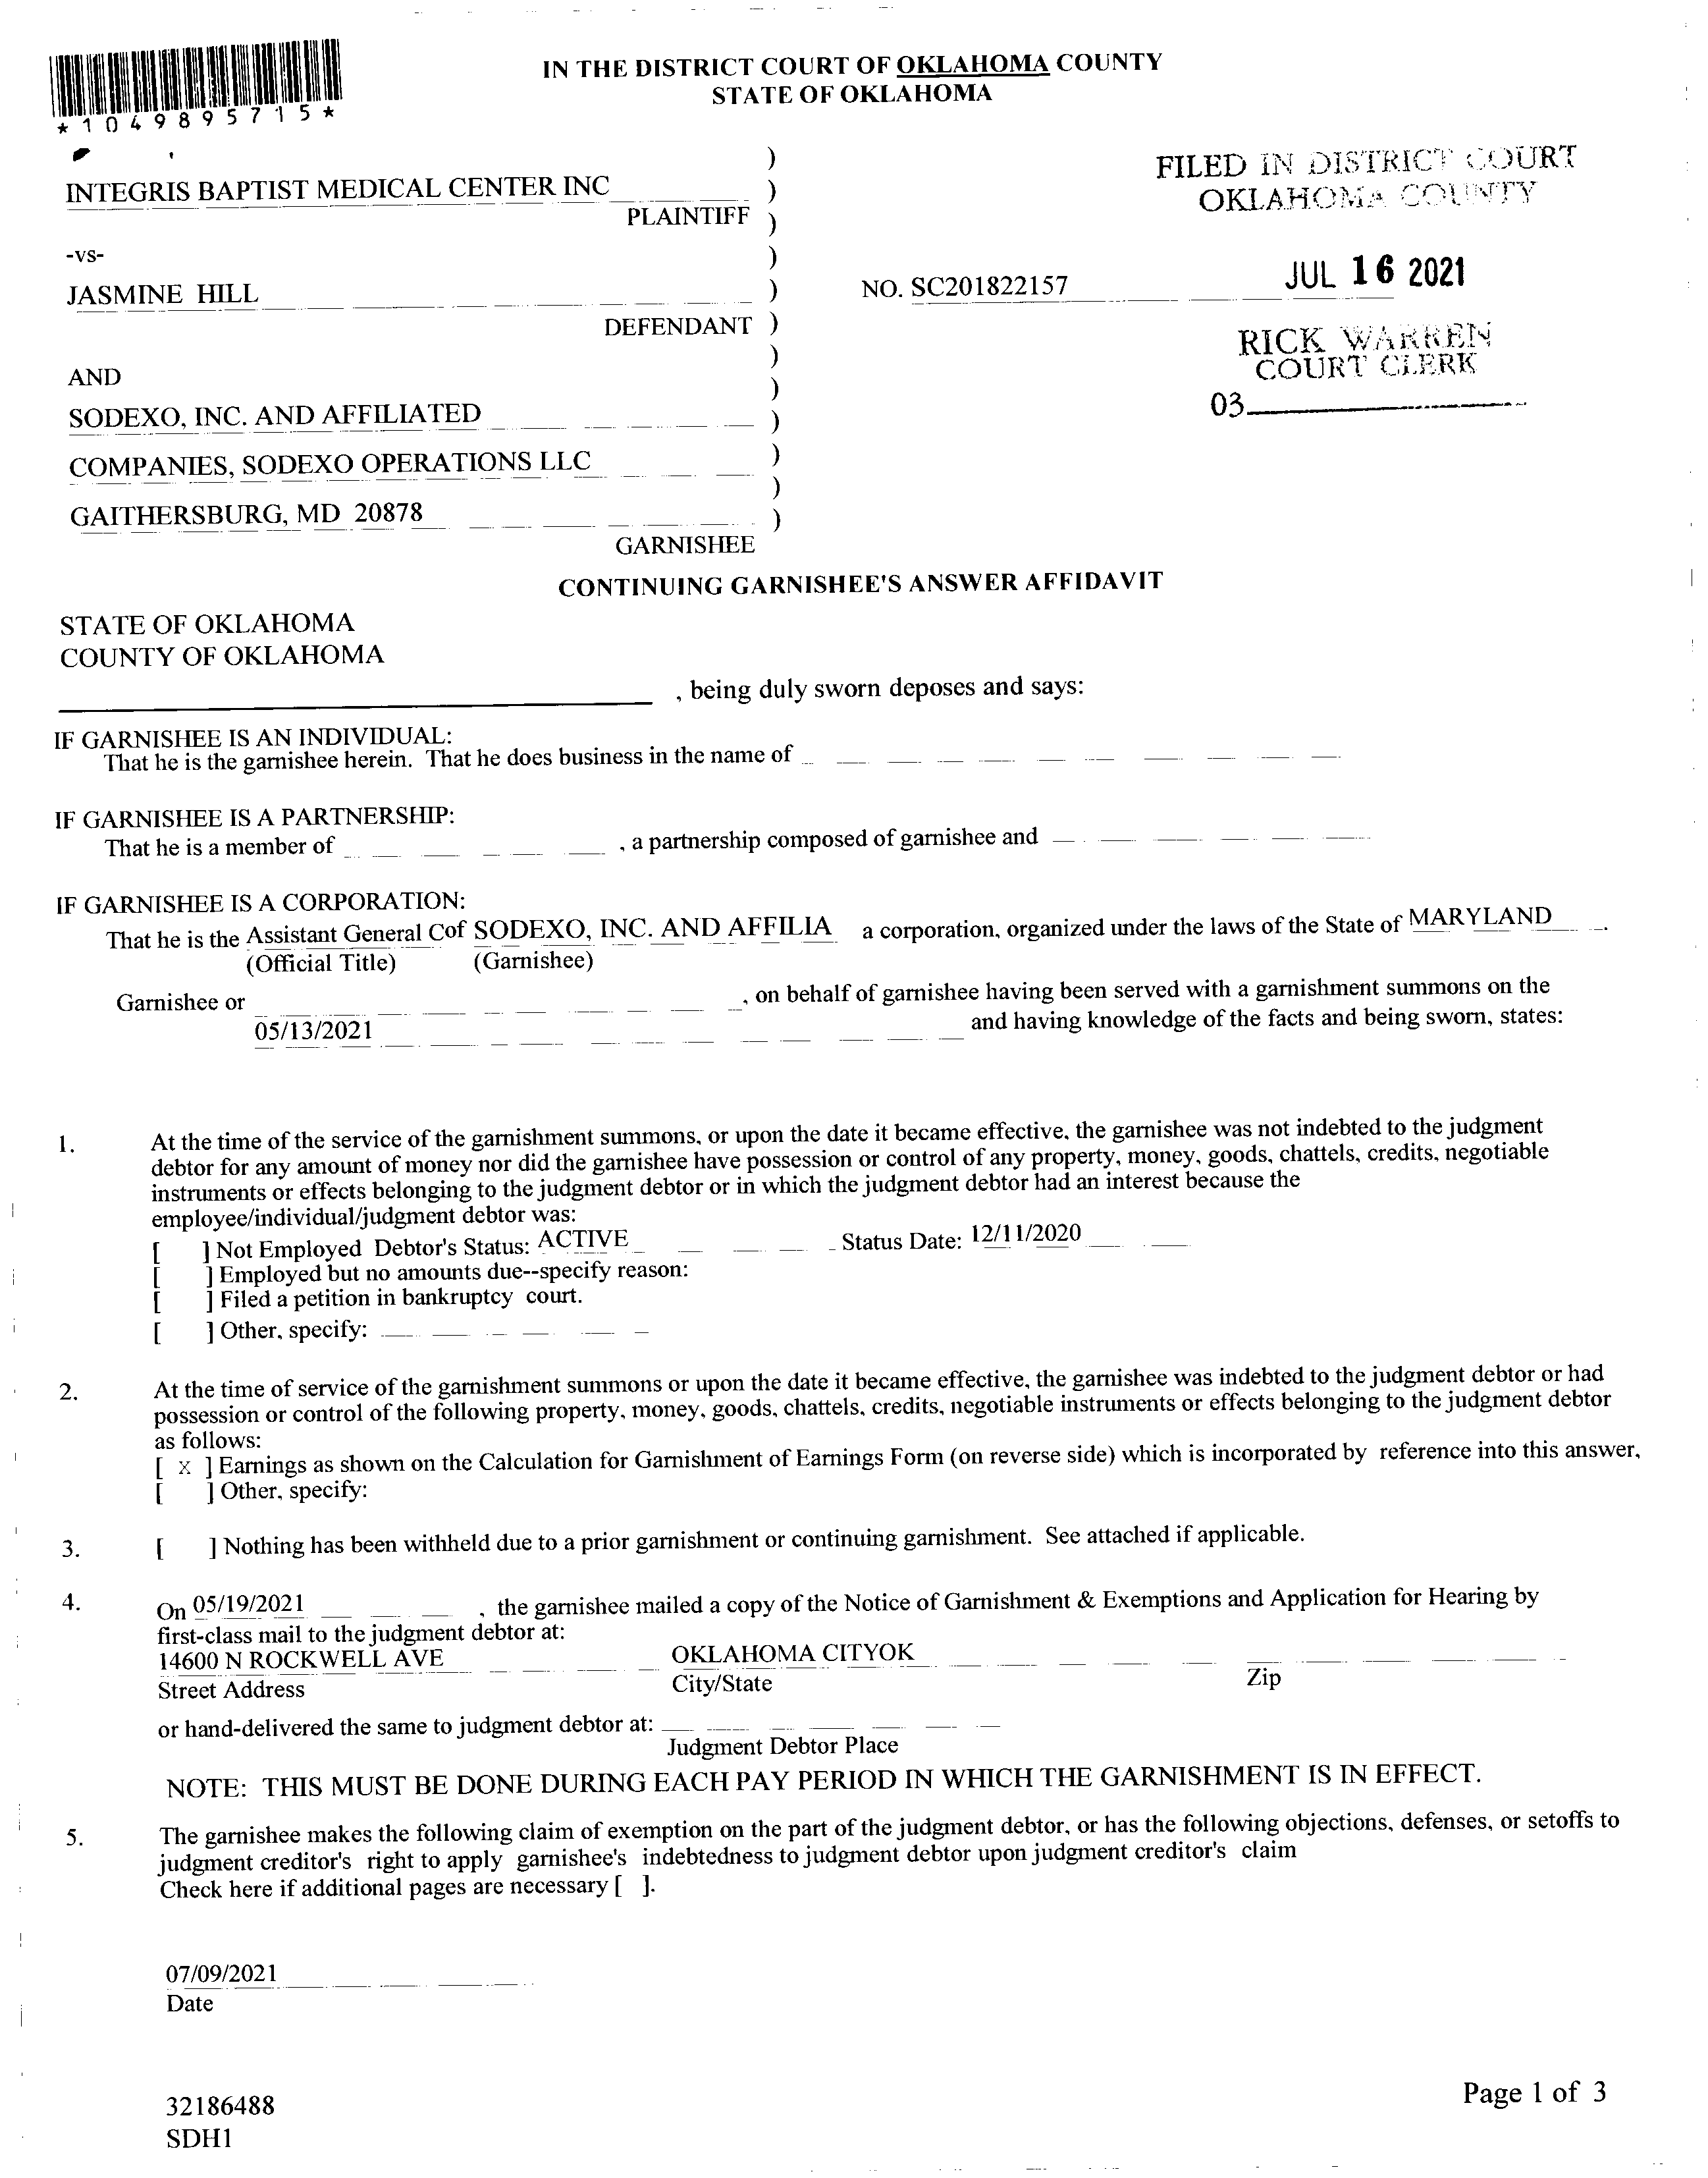 IN THE DISTRICT COURT OF OKLAHOMA COUNTY
STATE OF OKLAHOMA
*1049895715*
INTEGRIS BAPTIST MEDICAL CENTER INC )
PLAINTIFF )
-vs- )
JASMINE HILL )
DEFENDANT )
NO. SC201822157
FILED IN DISTRICT COURT
OKLAHOMA COUNTY
JUL 16 2021
RICK WARREN
COURT CLERK
03
AND )
SODEXO, INC. AND AFFILIATED )
COMPANIES, SODEXO OPERATIONS LLC )
GAITHERSBURG, MD 20878 )
GARNISHEE
CONTINUING GARNISHEE'S ANSWER AFFIDAVIT
STATE OF OKLAHOMA
COUNTY OF OKLAHOMA
, being duly sworn deposes and says:
IF GARNISHEE IS AN INDIVIDUAL:
That he is the garnishee herein. That he does business in the name of
IF GARNISHEE IS A PARTNERSHIP:
That he is a member of , a partnership composed of garnishee and
IF GARNISHEE IS A CORPORATION:
That he is the Assistant General Cof SODEXO, INC. AND AFFILIA a corporation, organized under the laws of the State of MARYLAND .
(Official Title) (Garnishee)
Garnishee or , on behalf of garnishee having been served with a garnishment summons on the
05/13/2021 and having knowledge of the facts and being sworn, states:
1. At the time of the service of the garnishment summons, or upon the date it became effective, the garnishee was not indebted to the judgment
debtor for any amount of money nor did the garnishee have possession or control of any property, money, goods, chattels, credits, negotiable
instruments or effects belonging to the judgment debtor or in which the judgment debtor had an interest because the
employee/individual/judgment debtor was:
[ ] Not Employed Debtor's Status: ACTIVE Status Date: 12/11/2020
[ ] Employed but no amounts due--specify reason:
[ ] Filed a petition in bankruptcy court.
[ ] Other, specify:
2. At the time of service of the garnishment summons or upon the date it became effective, the garnishee was indebted to the judgment debtor or had
possession or control of the following property, money, goods, chattels, credits, negotiable instruments or effects belonging to the judgment debtor
as follows:
[ X ] Earnings as shown on the Calculation for Garnishment of Earnings Form (on reverse side) which is incorporated by reference into this answer,
[ ] Other, specify:
3. [ ] Nothing has been withheld due to a prior garnishment or continuing garnishment. See attached if applicable.
4. On 05/19/2021 , the garnishee mailed a copy of the Notice of Garnishment & Exemptions and Application for Hearing by
first-class mail to the judgment debtor at:
14600 N ROCKWELL AVE OKLAHOMA CITYOK
Street Address City/State Zip
or hand-delivered the same to judgment debtor at:
Judgment Debtor Place
NOTE: THIS MUST BE DONE DURING EACH PAY PERIOD IN WHICH THE GARNISHMENT IS IN EFFECT.
5. The garnishee makes the following claim of exemption on the part of the judgment debtor, or has the following objections, defenses, or setoffs to
judgment creditor's right to apply garnishee's indebtedness to judgment debtor upon judgment creditor's claim
Check here if additional pages are necessary [ ].
07/09/2021
Date
32186488
SDH1
Page 1 of 3